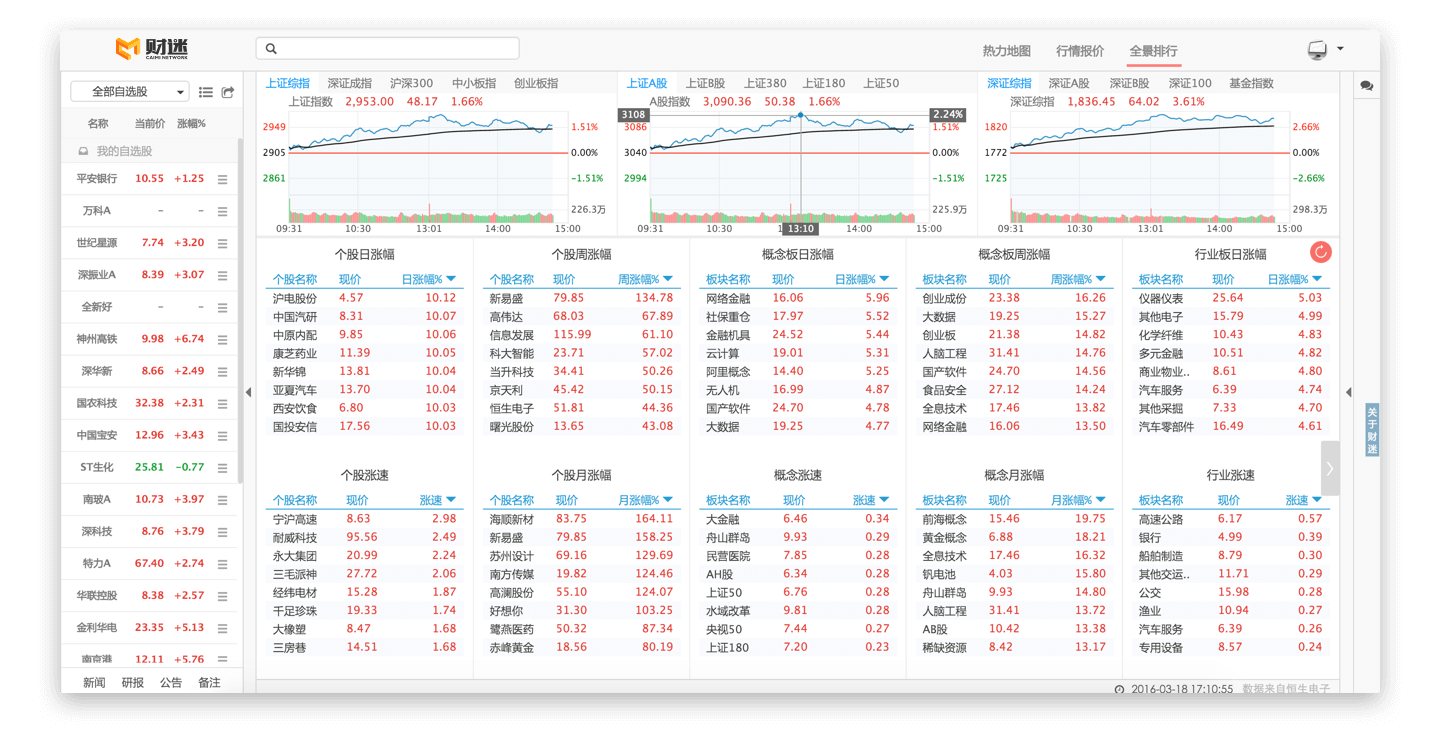 财迷
CAIMI NETWORK
热力地图 行情报价 全景排行
全部自选股
名称 当前价 涨幅%
我的自选股
平安银行 10.55 +1.25
万科A – –
世纪星源 7.74 +3.20
深振业A 8.39 +3.07
全新好 – –
神州高铁 9.98 +6.74
深华新 8.66 +2.49
国农科技 32.38 +2.31
中国宝安 12.96 +3.43
ST生化 25.81 −0.77
南玻A 10.73 +3.97
深科技 8.76 +3.79
特力A 67.40 +2.74
华联控股 8.38 +2.57
金利华电 23.35 +5.13
南京港 12.11 +5.76
新闻 研报 公告 备注
上证综指 深证成指 沪深300 中小板指 创业板指
上证指数 2,953.00 48.17 1.66%
2949 1.51%
2905 0.00%
2861 −1.51%
226.3万
09:31 10:30 13:01 14:00 15:00
上证A股 上证B股 上证380 上证180 上证50
A股指数 3,090.36 50.38 1.66%
3108 2.24%
3086 1.51%
3040 0.00%
2994 −1.51%
225.9万
09:31 10:30 13:10 14:00 15:00
深证综指 深证A股 深证B股 深证100 基金指数
深证综指 1,836.45 64.02 3.61%
1820 2.66%
1772 0.00%
1725 −2.66%
298.3万
09:31 10:30 13:01 14:00 15:00
个股日涨幅
个股名称 现价 日涨幅%
沪电股份 4.57 10.12
中国汽研 8.31 10.07
中原内配 9.85 10.06
康芝药业 11.39 10.05
新华锦 13.81 10.04
亚夏汽车 13.70 10.04
西安饮食 6.80 10.03
国投安信 17.56 10.03
个股周涨幅
个股名称 现价 周涨幅%
新易盛 79.85 134.78
高伟达 68.03 67.89
信息发展 115.99 61.10
科大智能 23.71 57.02
当升科技 34.41 50.26
京天利 45.42 50.15
恒生电子 51.81 44.36
曙光股份 13.65 43.08
概念板日涨幅
板块名称 现价 日涨幅%
网络金融 16.06 5.96
社保重仓 17.97 5.52
金融机具 24.52 5.44
云计算 19.01 5.31
阿里概念 14.40 5.25
无人机 16.99 4.87
国产软件 24.70 4.78
大数据 19.25 4.77
概念板周涨幅
板块名称 现价 周涨幅%
创业成份 23.38 16.26
大数据 19.25 15.27
创业板 21.38 14.82
人脑工程 31.41 14.76
国产软件 24.70 14.56
食品安全 27.12 14.24
全息技术 17.46 13.82
网络金融 16.06 13.50
行业板日涨幅
板块名称 现价 日涨幅%
仪器仪表 25.64 5.03
其他电子 15.79 4.99
化学纤维 10.43 4.83
多元金融 10.51 4.82
商业物业.. 8.61 4.80
汽车服务 6.39 4.74
其他采掘 7.33 4.70
汽车零部件 16.49 4.61
个股涨速
个股名称 现价 涨速
宁沪高速 8.63 2.98
耐威科技 95.56 2.49
永大集团 20.99 2.24
三毛派神 27.72 2.06
经纬电材 15.28 1.87
千足珍珠 19.33 1.74
大橡塑 8.47 1.68
三房巷 14.51 1.68
个股月涨幅
个股名称 现价 月涨幅%
海顺新材 83.75 164.11
新易盛 79.85 158.25
苏州设计 69.16 129.69
南方传媒 19.82 124.46
高澜股份 55.10 124.07
好想你 31.30 103.25
鹭燕医药 50.32 87.34
赤峰黄金 18.56 80.19
概念涨速
板块名称 现价 涨速
大金融 6.46 0.34
舟山群岛 9.93 0.29
民营医院 7.85 0.28
AH股 6.34 0.28
上证50 6.76 0.28
水域改革 9.81 0.28
央视50 7.44 0.27
上证180 7.20 0.23
概念月涨幅
板块名称 现价 月涨幅%
前海概念 15.46 19.75
黄金概念 6.88 18.21
全息技术 17.46 16.32
钒电池 4.03 15.80
舟山群岛 9.93 14.80
人脑工程 31.41 13.72
AB股 10.42 13.38
稀缺资源 8.42 13.17
行业涨速
板块名称 现价 涨速
高速公路 6.17 0.57
银行 4.99 0.39
船舶制造 8.79 0.30
其他交运.. 11.71 0.29
公交 15.98 0.28
渔业 10.94 0.27
汽车服务 6.39 0.26
专用设备 8.57 0.24
关于财迷
2016-03-18 17:10:55 数据来自恒生电子